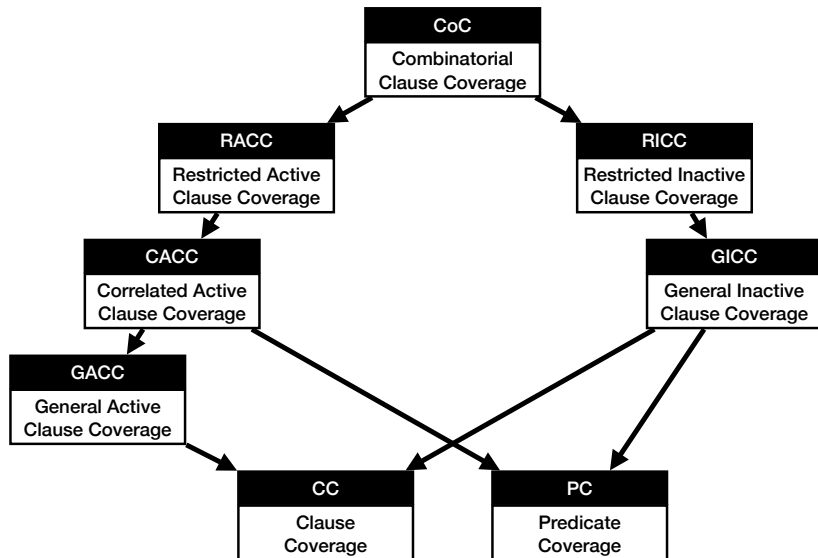 CoC
Combinatorial
Clause Coverage
RACC
Restricted Active
Clause Coverage
RICC
Restricted Inactive
Clause Coverage
CACC
Correlated Active
Clause Coverage
GICC
General Inactive
Clause Coverage
GACC
General Active
Clause Coverage
CC
Clause
Coverage
PC
Predicate
Coverage